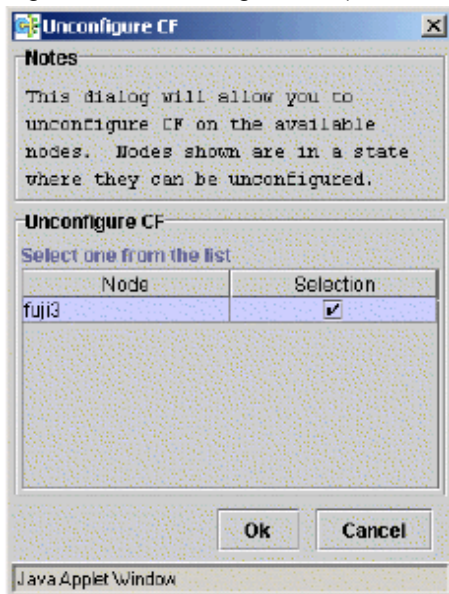 Unconfigure CF
Notes
This dialog will allow you to
unconfigure CF on the available
nodes. Nodes shown are in a state
where they can be unconfigured.
Unconfigure CF
Select one from the list
Node Selection
fuji3
Ok Cancel
Java Applet Window